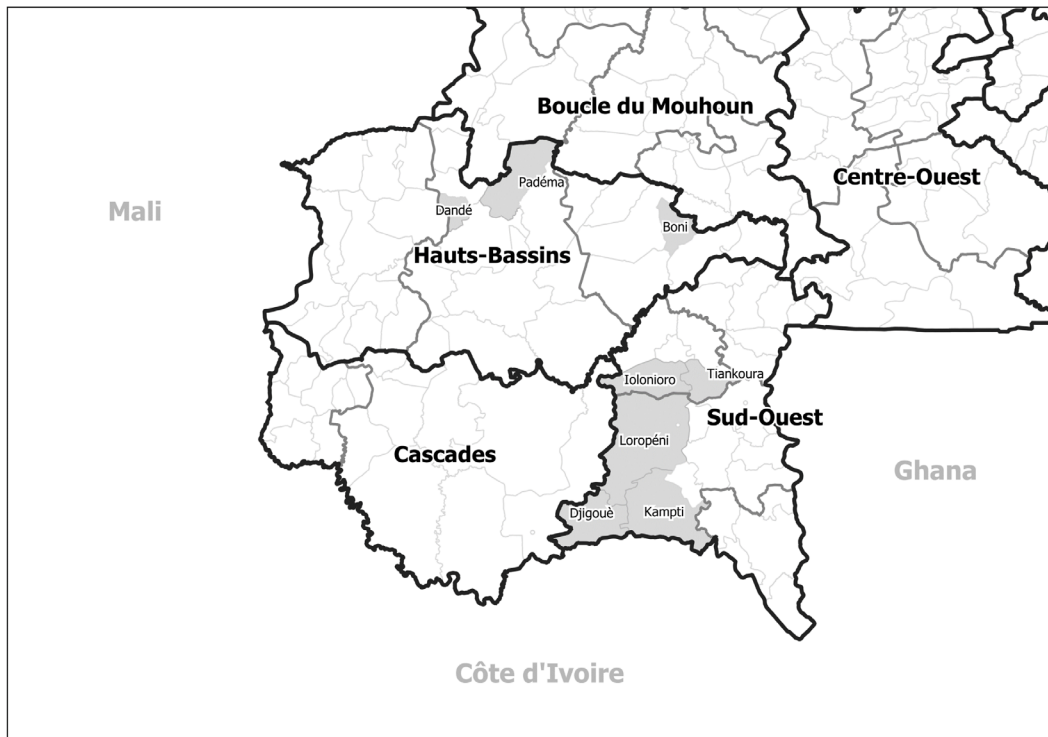 Boucle du Mouhoun
Centre-Ouest
Padéma
Mali
Dandé
Boni
Hauts-Bassins
Iolonioro
Tiankoura
Sud-Ouest
Loropéni
Cascades
Ghana
Djigouè
Kampti
Côte d'Ivoire